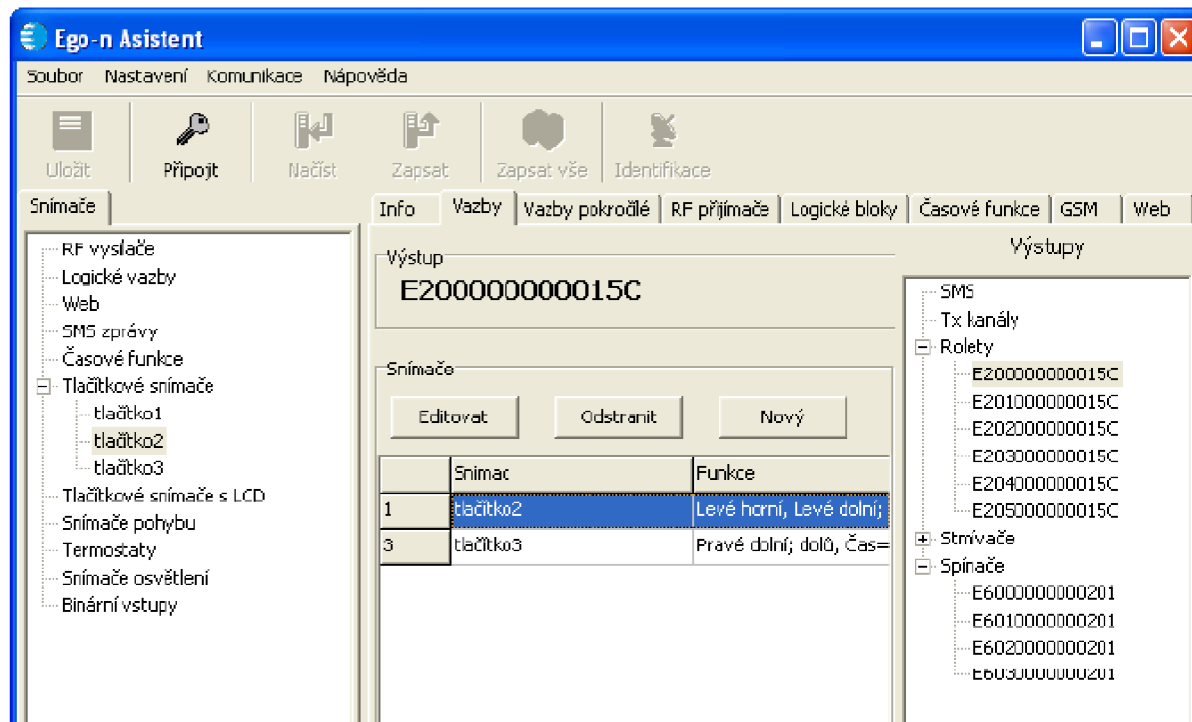 Ego-n Asistent
Soubor Nastavení Komunikace Nápověda
Uložit Připojit Načíst Zapsat Zapsat vše Identifikace
Snímače
RF vysílače
Logické vazby
Web
SMS zprávy
Časové funkce
Tlačítkové snímače
tlačítko1
tlačítko2
tlačítko3
Tlačítkové snímače s LCD
Snímače pohybu
Termostaty
Snímače osvětlení
Binární vstupy
Info Vazby Vazby pokročilé RF přijímače Logické bloky Časové funkce GSM Web
Výstup
E200000000015C
Snímače
Editovat Odstranit Nový
Snimac Funkce
1 tlačítko2 Levé horní, Levé dolní;
3 tlačítko3 Pravé dolní; dolů, Čas=
Výstupy
SMS
Tx kanály
Rolety
E200000000015C
E201000000015C
E202000000015C
E203000000015C
E204000000015C
E205000000015C
Stmívače
Spínače
E6000000000201
E6010000000201
E6020000000201
E6030000000201